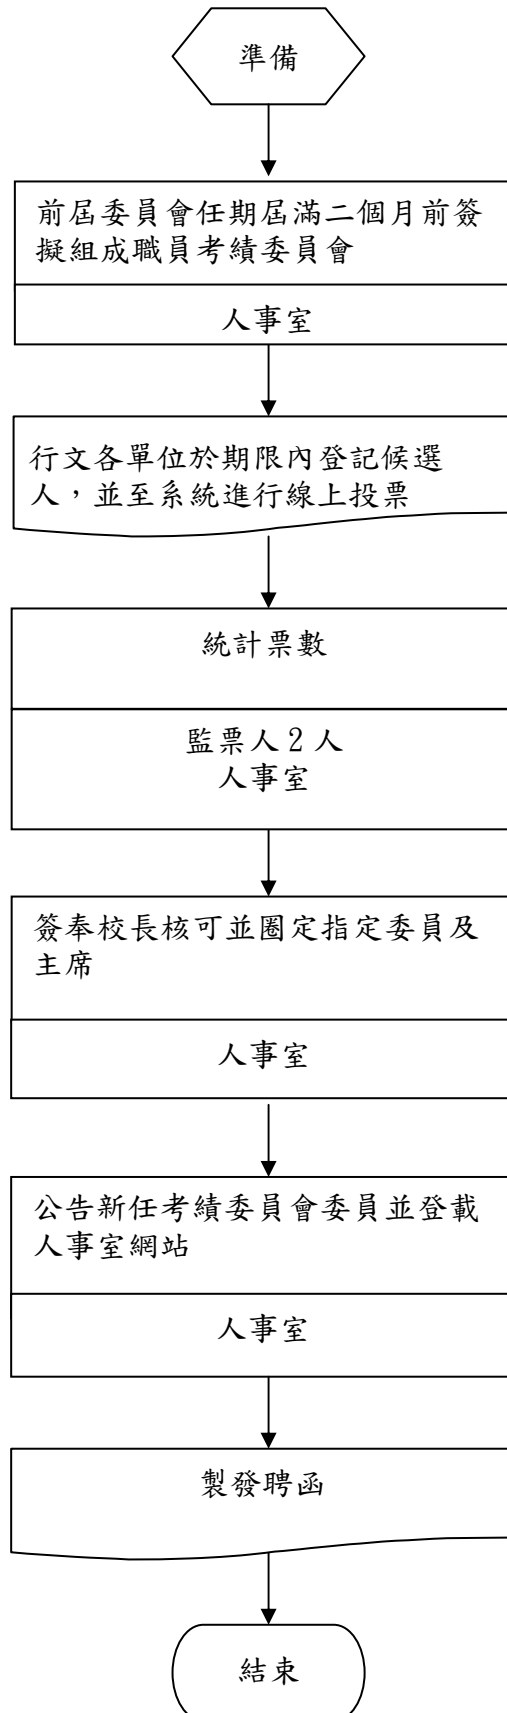 準備
前屆委員會任期屆滿二個月前簽
擬組成職員考績委員會
人事室
行文各單位於期限內登記候選
人，並至系統進行線上投票
統計票數
監票人2人
人事室
簽奉校長核可並圈定指定委員及
主席
人事室
公告新任考績委員會委員並登載
人事室網站
人事室
製發聘函
結束